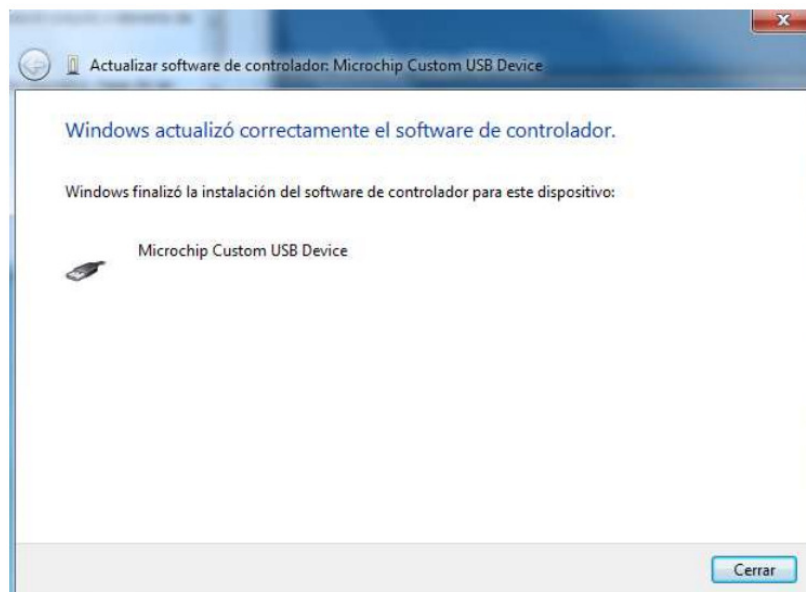 Actualizar software de controlador: Microchip Custom USB Device
Windows actualizó correctamente el software de controlador.
Windows finalizó la instalación del software de controlador para este dispositivo:
Microchip Custom USB Device
Cerrar